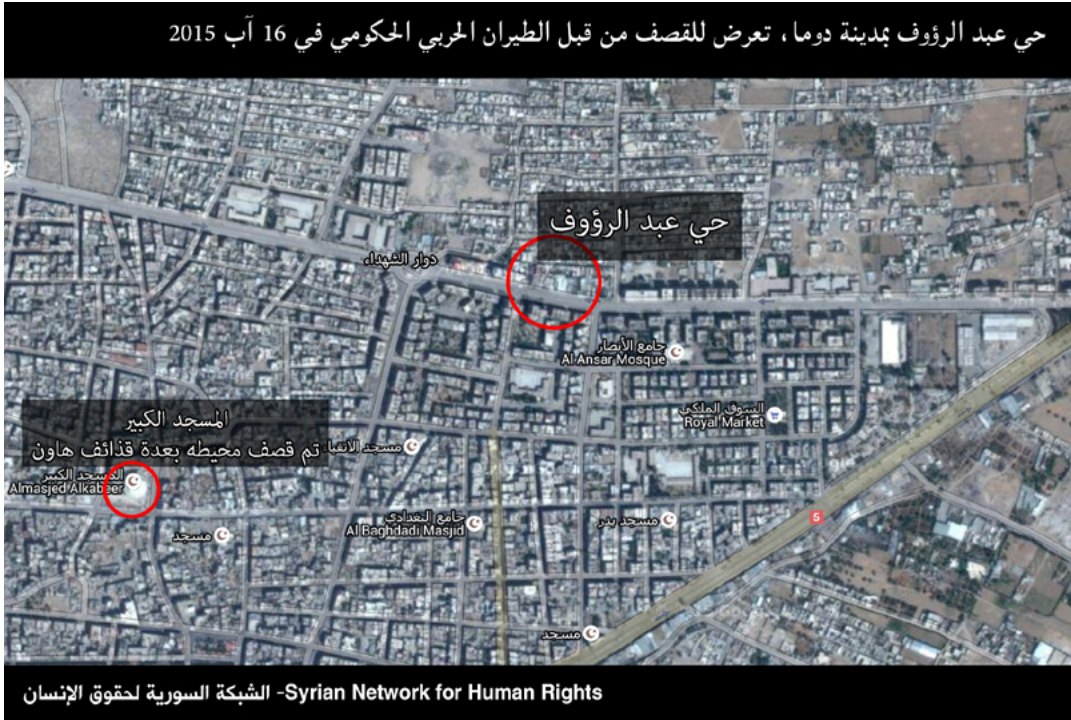 حي عبد الرؤوف بمدينة دوما، تعرض للقصف من قبل الطيران الحربي الحكومي في 16 آب 2015
حي عبد الرؤوف
دوار الشهداء
جامع الأنصار
Al Ansar Mosque
السوق الملكي
Royal Market
المسجد الكبير
تم قصف محيطه بعدة قذائف هاون
مسجد الاتقيا
المسجد الكبير
Almasjed Alkabeer
جامع البغدادي
Al Baghdadi Masjid
مسجد بدر
5
مسجد
مسجد
الشبكة السورية لحقوق الإنسان -Syrian Network for Human Rights